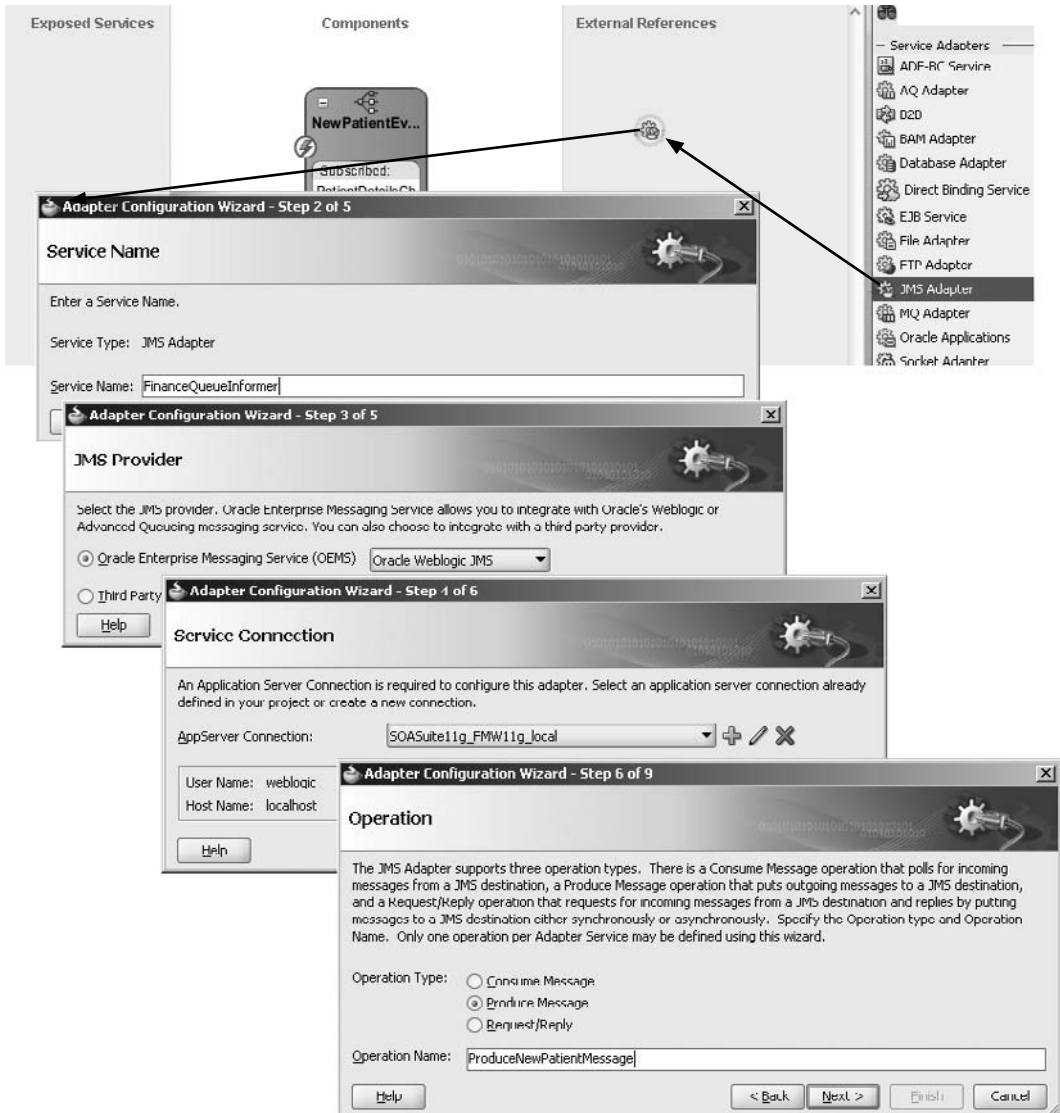 Exposed Services
Components
External References
Service Adapters
ADF-BC Service
AQ Adapter
B2B
BAM Adapter
Database Adapter
Direct Binding Service
EJB Service
File Adapter
FTP Adapter
JMS Adapter
MQ Adapter
Oracle Applications
Socket Adapter
NewPatientEv...
Subscribed:
PatientDetailsCh
Adapter Configuration Wizard - Step 2 of 5
Service Name
Enter a Service Name.
Service Type: JMS Adapter
Service Name: FinanceQueueInformer
Adapter Configuration Wizard - Step 3 of 5
JMS Provider
Select the JMS provider. Oracle Enterprise Messaging Service allows you to integrate with Oracle's Weblogic or
Advanced Queueing messaging service. You can also choose to integrate with a third party provider.
Oracle Enterprise Messaging Service (OEMS) Oracle Weblogic JMS
Third Party
Help
Adapter Configuration Wizard - Step 4 of 6
Service Connection
An Application Server Connection is required to configure this adapter. Select an application server connection already
defined in your project or create a new connection.
AppServer Connection: SOASuite11g_FMW11g_local
User Name: weblogic
Host Name: localhost
Help
Adapter Configuration Wizard - Step 6 of 9
Operation
The JMS Adapter supports three operation types. There is a Consume Message operation that polls for incoming
messages from a JMS destination, a Produce Message operation that puts outgoing messages to a JMS destination,
and a Request/Reply operation that requests for incoming messages from a JMS destination and replies by putting
messages to a JMS destination either synchronously or asynchronously. Specify the Operation type and Operation
Name. Only one operation per Adapter Service may be defined using this wizard.
Operation Type: Consume Message
Produce Message
Request/Reply
Operation Name: ProduceNewPatientMessage
Help < Back Next > Finish Cancel